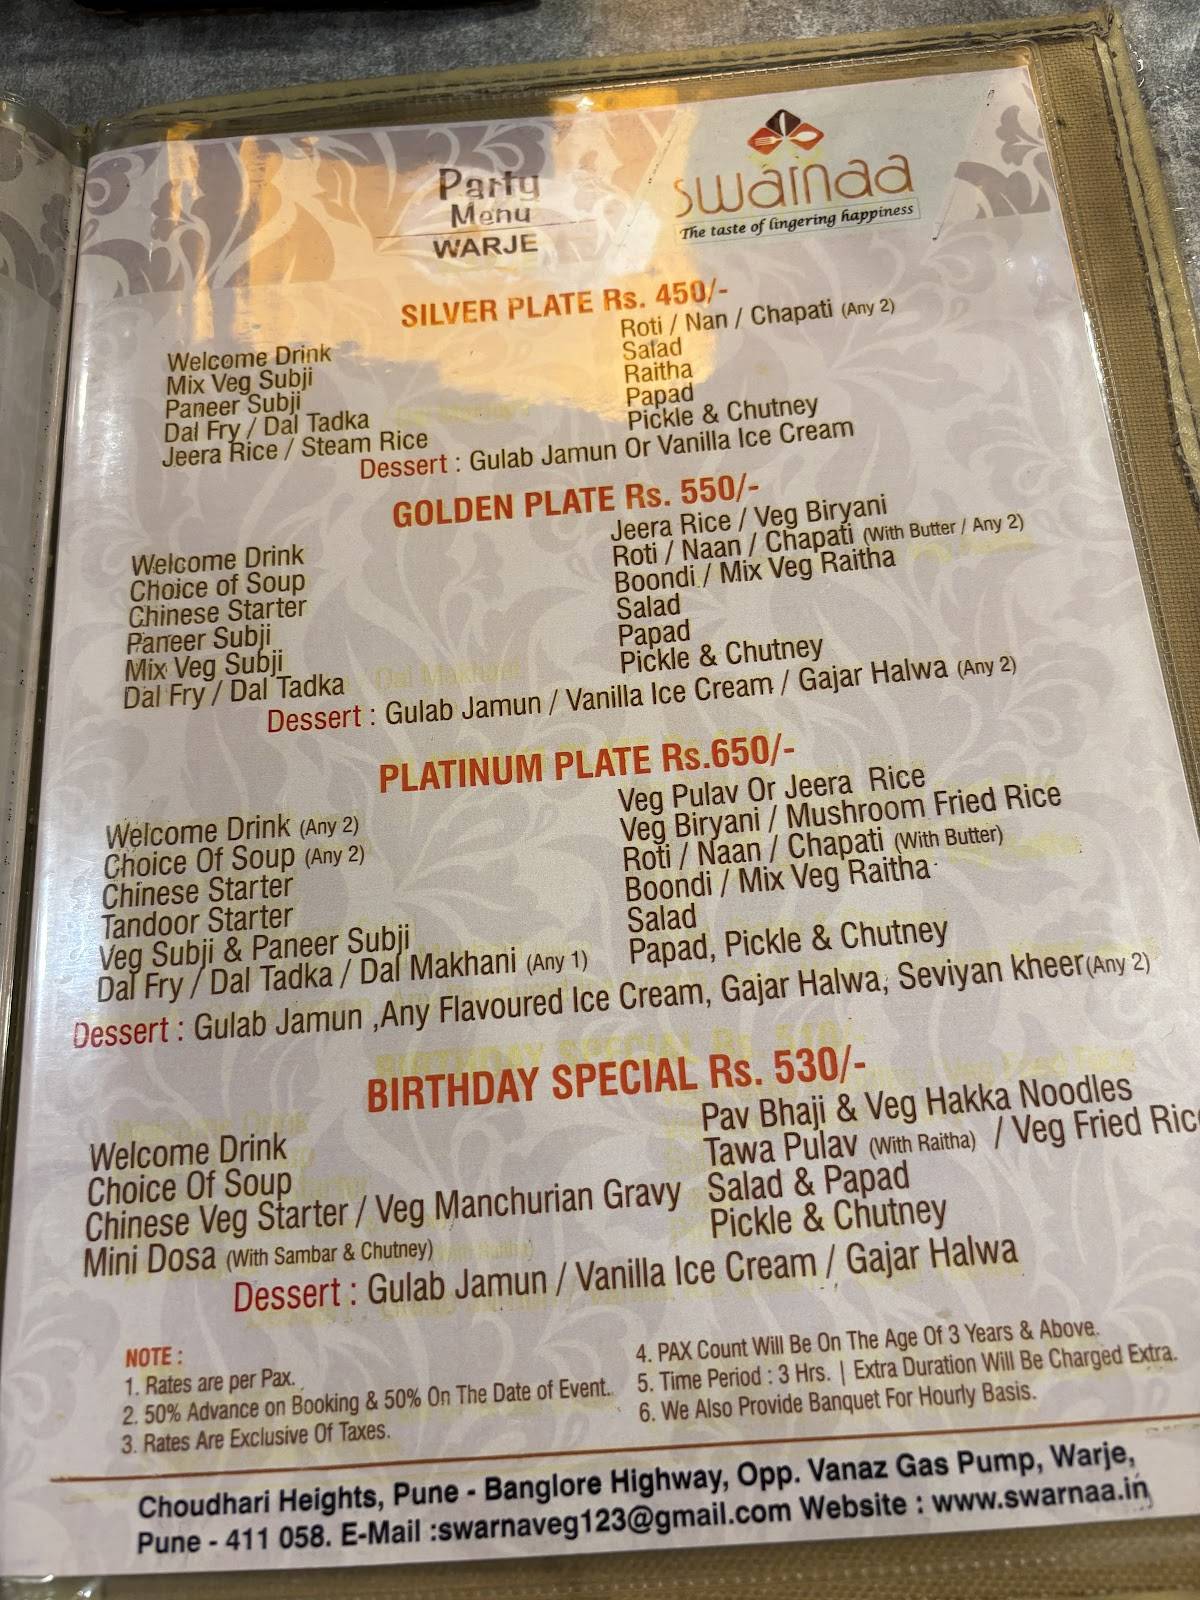 Party
Menu
WARJE
swarnaa
The taste of lingering happiness
SILVER PLATE Rs. 450/-
Welcome Drink
Mix Veg Subji
Paneer Subji
Dal Fry / Dal Tadka
Jeera Rice / Steam Rice
Roti / Nan / Chapati (Any 2)
Salad
Raitha
Papad
Pickle & Chutney
Dessert : Gulab Jamun Or Vanilla Ice Cream
GOLDEN PLATE Rs. 550/-
Welcome Drink
Choice of Soup
Chinese Starter
Paneer Subji
Mix Veg Subji
Dal Fry / Dal Tadka
Jeera Rice / Veg Biryani
Roti / Naan / Chapati (With Butter / Any 2)
Boondi / Mix Veg Raitha
Salad
Papad
Pickle & Chutney
Dessert : Gulab Jamun / Vanilla Ice Cream / Gajar Halwa (Any 2)
PLATINUM PLATE Rs.650/-
Welcome Drink (Any 2)
Choice Of Soup (Any 2)
Chinese Starter
Tandoor Starter
Veg Subji & Paneer Subji
Dal Fry / Dal Tadka / Dal Makhani (Any 1)
Veg Pulav Or Jeera Rice
Veg Biryani / Mushroom Fried Rice
Roti / Naan / Chapati (With Butter)
Boondi / Mix Veg Raitha
Salad
Papad, Pickle & Chutney
Dessert : Gulab Jamun ,Any Flavoured Ice Cream, Gajar Halwa, Seviyan kheer(Any 2)
BIRTHDAY SPECIAL Rs. 530/-
Welcome Drink
Choice Of Soup
Chinese Veg Starter / Veg Manchurian Gravy
Mini Dosa (With Sambar & Chutney)
Pav Bhaji & Veg Hakka Noodles
Tawa Pulav (With Raitha) / Veg Fried Ric
Salad & Papad
Pickle & Chutney
Dessert : Gulab Jamun / Vanilla Ice Cream / Gajar Halwa
NOTE :
1. Rates are per Pax.
2. 50% Advance on Booking & 50% On The Date of Event.
3. Rates Are Exclusive Of Taxes.
4. PAX Count Will Be On The Age Of 3 Years & Above.
5. Time Period : 3 Hrs. | Extra Duration Will Be Charged Extra.
6. We Also Provide Banquet For Hourly Basis.
Choudhari Heights, Pune - Banglore Highway, Opp. Vanaz Gas Pump, Warje,
Pune - 411 058. E-Mail :swarnaveg123@gmail.com Website : www.swarnaa.in